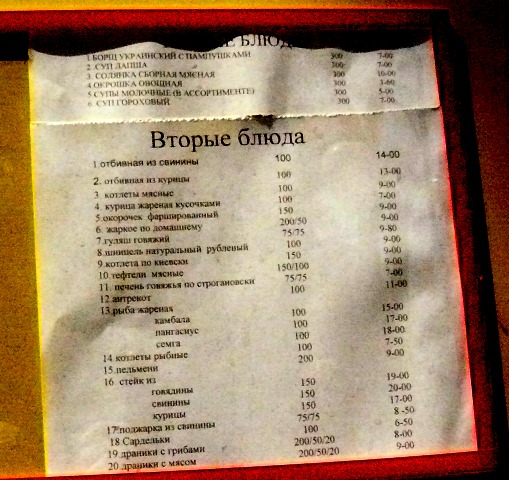 Е БЛЮД
1.БОРЩ УКРАИНСКИЙ С ПАМПУШКАМИ 300 7-00
2. СУП ЛАПША 300 7-00
3. СОЛЯНКА СБОРНАЯ МЯСНАЯ 300 10-00
4.ОКРОШКА ОВОЩНАЯ 300
5.СУПЫ МОЛОЧНЫЕ (В АССОРТИМЕНТЕ) 300 5-00
6. СУП ГОРОХОВЫЙ 300 7-00
Вторые блюда
1.отбивная из свинины 100 14-00
2. отбивная из курицы 100 13-00
3 котлеты мясные 100 9-00
4. курица жареная кусочками 100 7-00
5.окорочек фаршированный 150 9-00
6. жаркое по домашнему 200/50 9-00
7.гуляш говяжий 75/75 9-80
8.шницель натуральный рубленый 100 9-00
9.котлета по киевски 150 9-00
10.тефтели мясные 150/100 9-00
11. печень говяжья по строгановски 75/75 7-00
12.антрекот 100 11-00
13.рыба жареная
камбала 100 15-00
пангасиус 100 17-00
семга 100 18-00
14 котлеты рыбные 100 7-50
15.пельмени 200 9-00
16 стейк из
говядины 150 19-00
свинины 150 20-00
курицы 150 17-00
17.поджарка из свинины 75/75 8-50
18 Сардельки 100 6-50
19 драники с грибами 200/50/20 8-00
20 драники с мясом 200/50/20 9-00